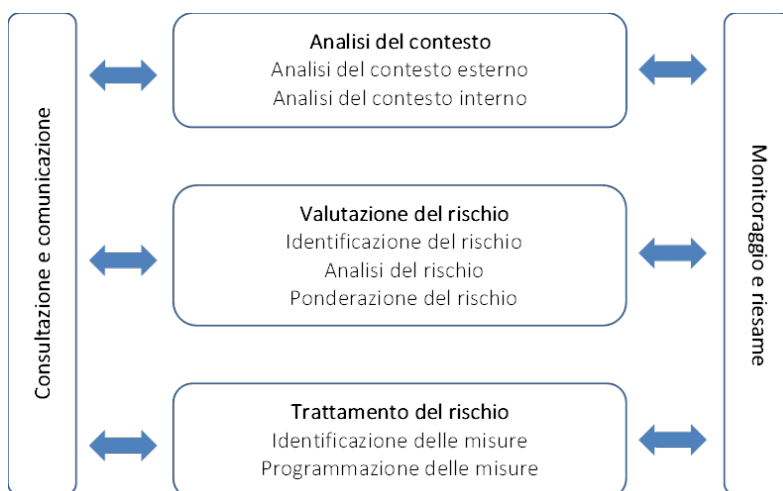 Consultazione e comunicazione
Analisi del contesto
Analisi del contesto esterno
Analisi del contesto interno
Valutazione del rischio
Identificazione del rischio
Analisi del rischio
Ponderazione del rischio
Trattamento del rischio
Identificazione delle misure
Programmazione delle misure
Monitoraggio e riesame